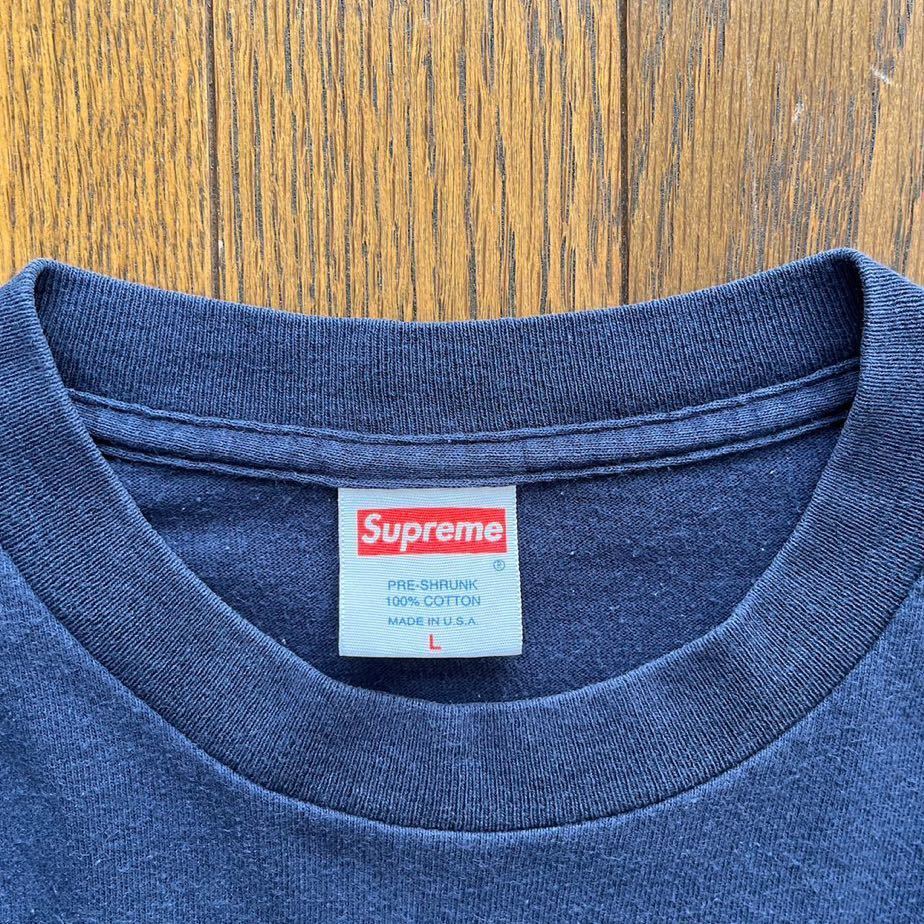 Supreme
®
PRE-SHRUNK
100% COTTON
MADE IN U.S.A.
L